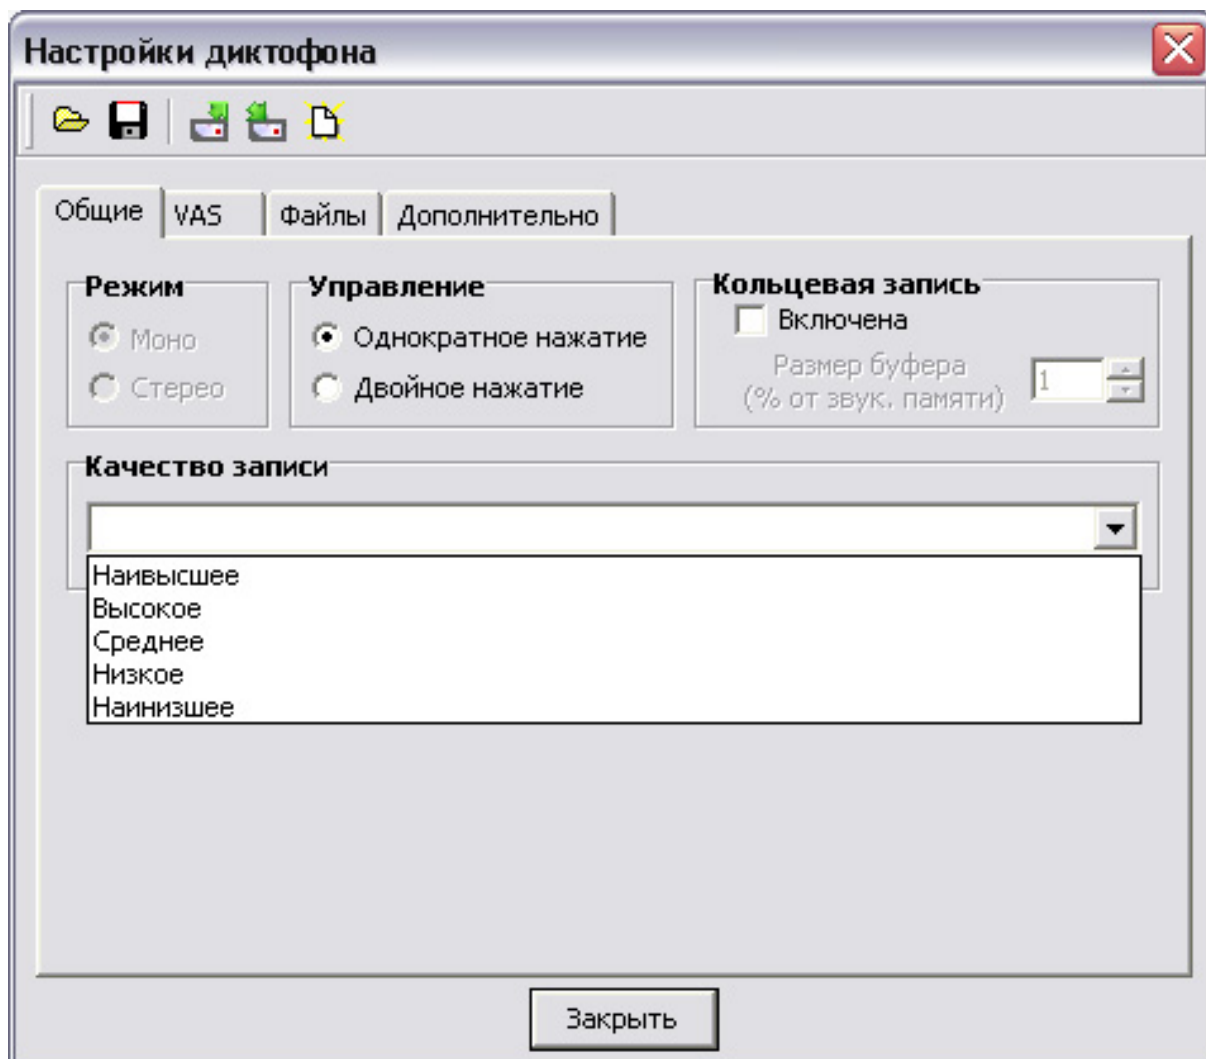 Настройки диктофона
Общие VAS Файлы Дополнительно
Режим Управление Кольцевая запись
Моно Однократное нажатие Включена
Стерео Двойное нажатие Размер буфера
(% от звук. памяти) 1
Качество записи
Наивысшее
Высокое
Среднее
Низкое
Наинизшее
Закрыть